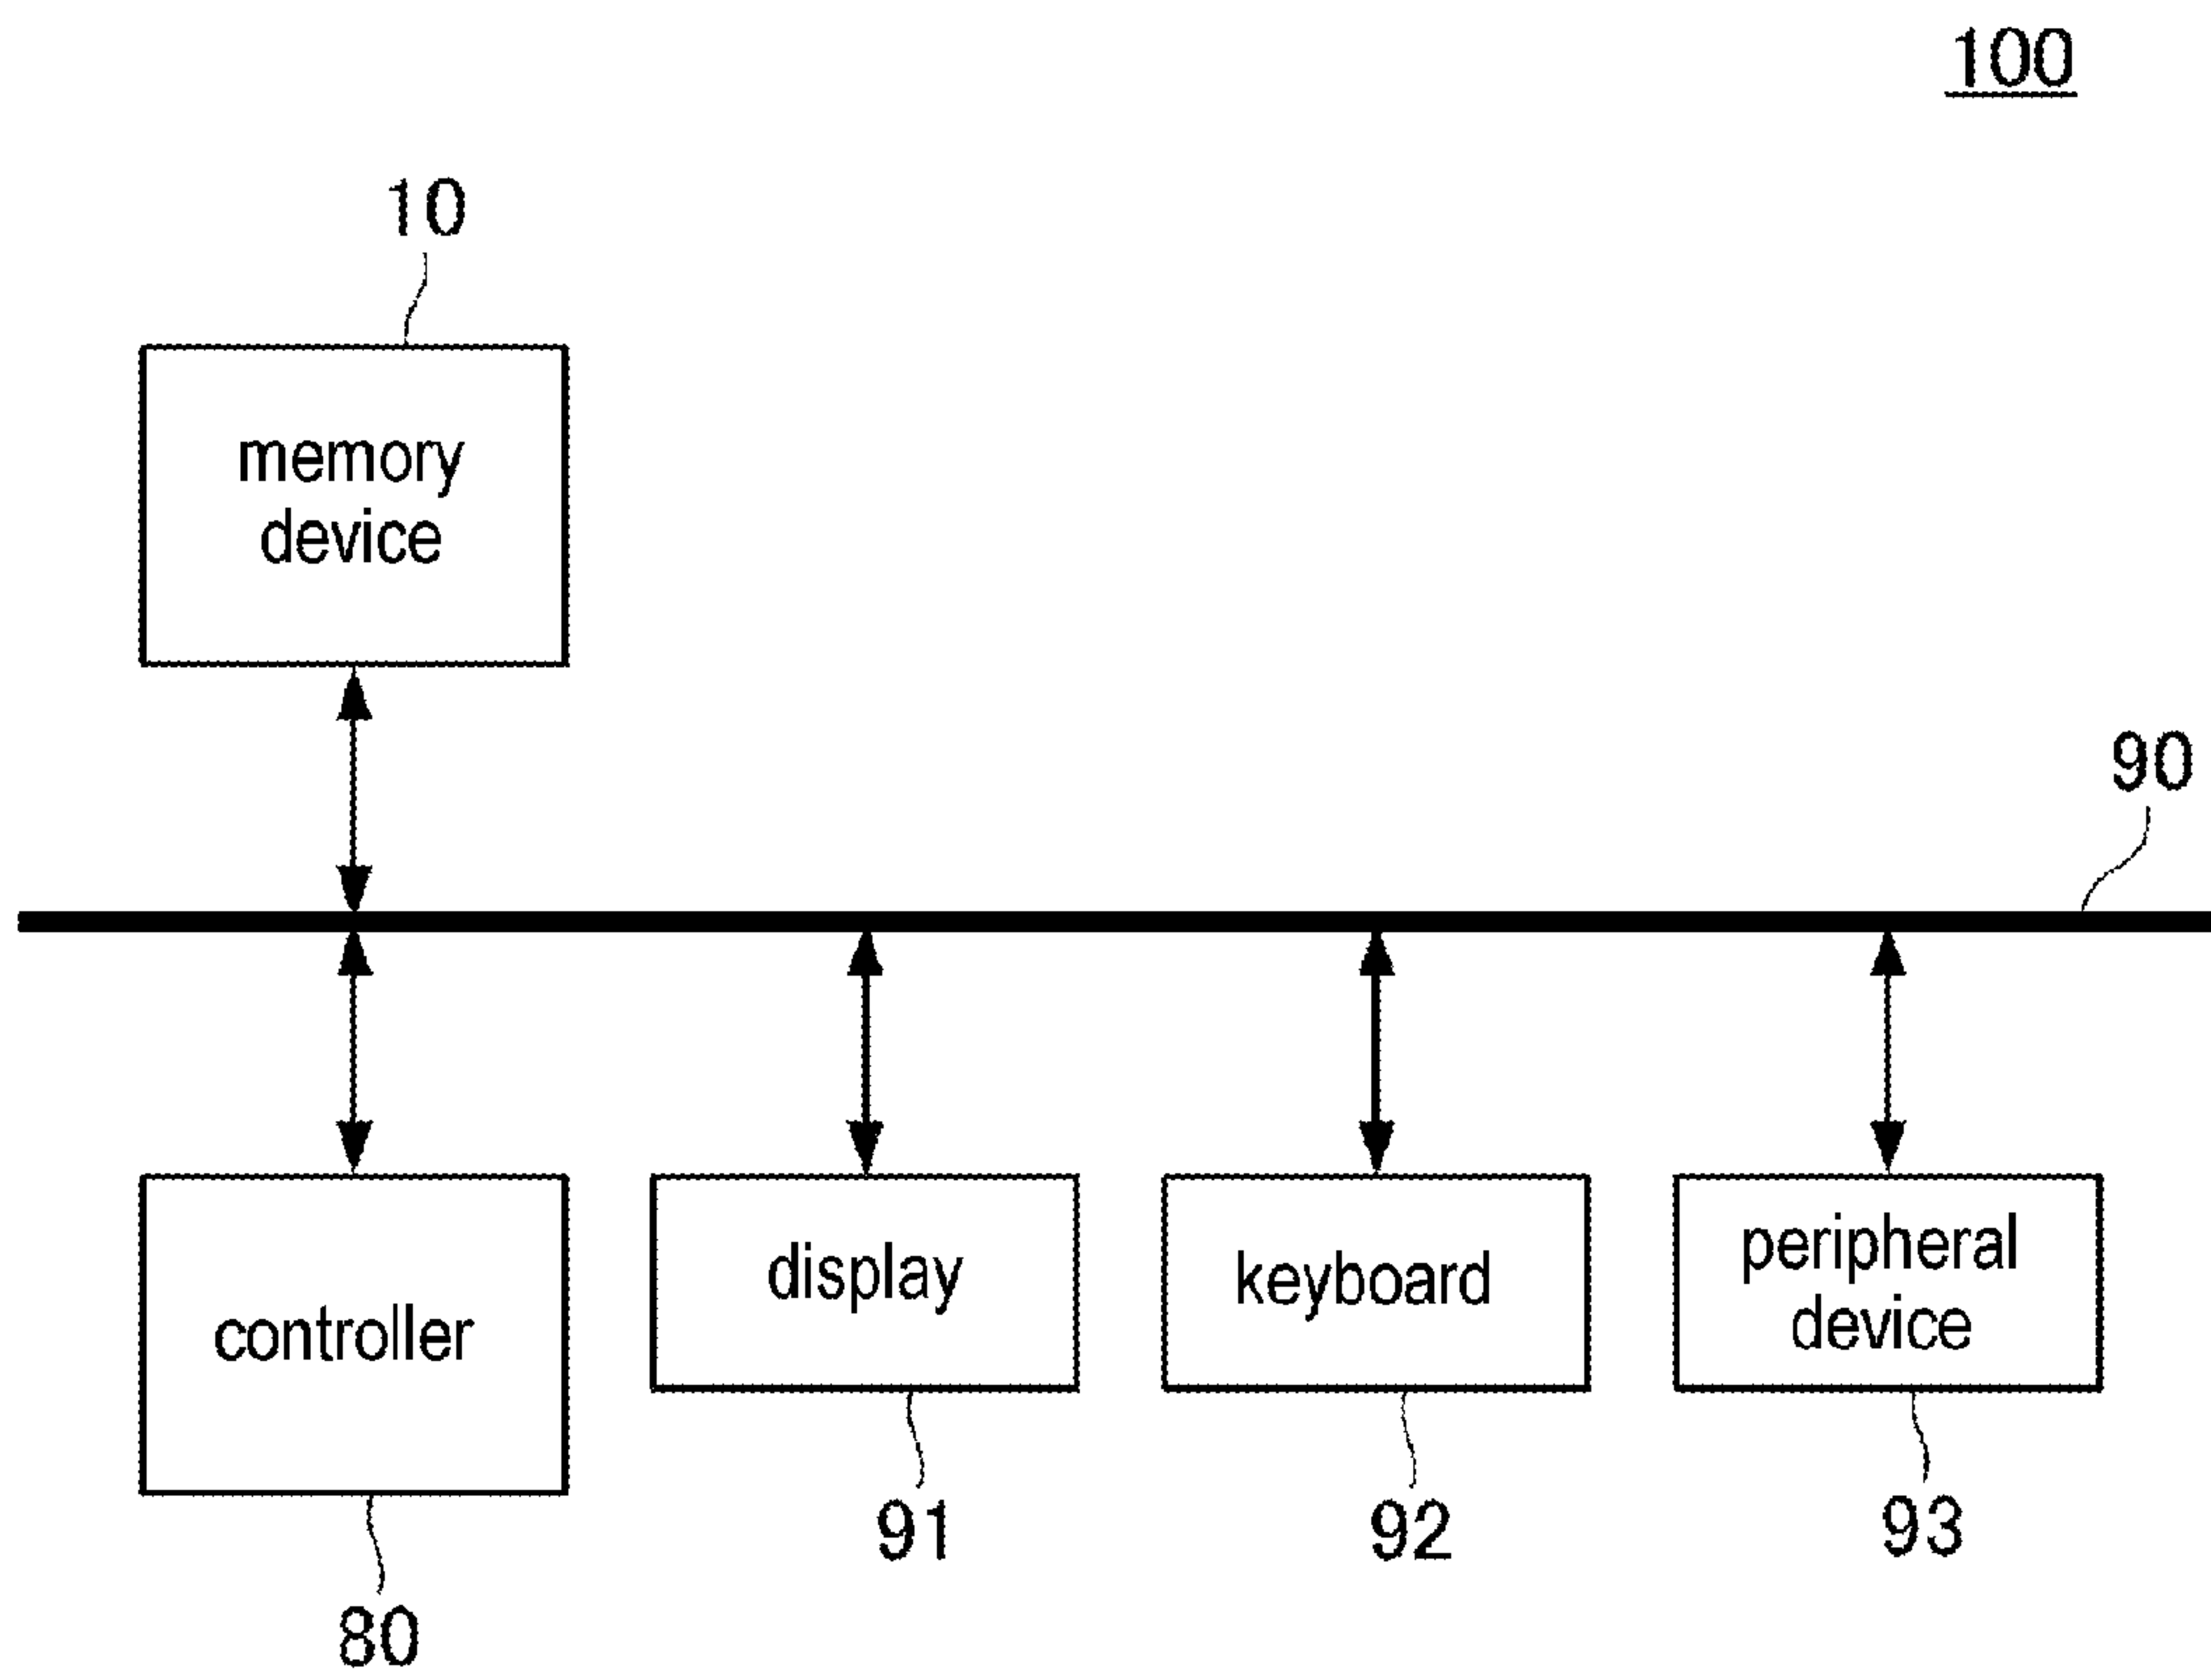 100
10
memory
device
90
controller
display
keyboard
peripheral
device
91
92
93
80